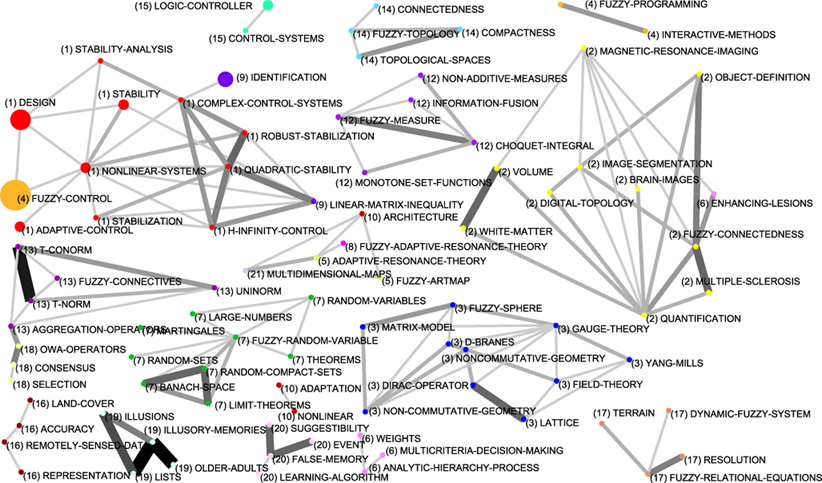 (15) LOGIC-CONTROLLER
(15) CONTROL-SYSTEMS
(14) CONNECTEDNESS
(14) FUZZY-TOPOLOGY
(14) COMPACTNESS
(14) TOPOLOGICAL-SPACES
(4) FUZZY-PROGRAMMING
(4) INTERACTIVE-METHODS
(1) STABILITY-ANALYSIS
(9) IDENTIFICATION
(1) DESIGN
(1) STABILITY
(1) COMPLEX-CONTROL-SYSTEMS
(1) ROBUST-STABILIZATION
(1) NONLINEAR-SYSTEMS
(1) QUADRATIC-STABILITY
(4) FUZZY-CONTROL
(9) LINEAR-MATRIX-INEQUALITY
(1) STABILIZATION
(1) ADAPTIVE-CONTROL
(1) H-INFINITY-CONTROL
(12) NON-ADDITIVE-MEASURES
(12) INFORMATION-FUSION
(12) FUZZY-MEASURE
(12) CHOQUET-INTEGRAL
(12) MONOTONE-SET-FUNCTIONS
(2) MAGNETIC-RESONANCE-IMAGING
(2) OBJECT-DEFINITION
(2) VOLUME
(2) IMAGE-SEGMENTATION
(2) BRAIN-IMAGES
(2) DIGITAL-TOPOLOGY
(6) ENHANCING-LESIONS
(2) WHITE-MATTER
(2) FUZZY-CONNECTEDNESS
(2) MULTIPLE-SCLEROSIS
(2) QUANTIFICATION
(10) ARCHITECTURE
(8) FUZZY-ADAPTIVE-RESONANCE-THEORY
(5) ADAPTIVE-RESONANCE-THEORY
(21) MULTIDIMENSIONAL-MAPS
(5) FUZZY-ARTMAP
(13) T-CONORM
(13) FUZZY-CONNECTIVES
(13) UNINORM
(13) T-NORM
(13) AGGREGATION-OPERATORS
(18) OWA-OPERATORS
(18) CONSENSUS
(18) SELECTION
(7) RANDOM-VARIABLES
(7) LARGE-NUMBERS
(7) MARTINGALES
(7) FUZZY-RANDOM-VARIABLE
(7) RANDOM-SETS
(7) THEOREMS
(7) RANDOM-COMPACT-SETS
(7) BANACH-SPACE
(7) LIMIT-THEOREMS
(10) ADAPTATION
(10) NONLINEAR
(3) FUZZY-SPHERE
(3) MATRIX-MODEL
(3) GAUGE-THEORY
(3) D-BRANES
(3) NONCOMMUTATIVE-GEOMETRY
(3) YANG-MILLS
(3) DIRAC-OPERATOR
(3) FIELD-THEORY
(3) NON-COMMUTATIVE-GEOMETRY
(3) LATTICE
(16) LAND-COVER
(16) ACCURACY
(16) REMOTELY-SENSED-DATA
(16) REPRESENTATION
(19) ILLUSIONS
(19) ILLUSORY-MEMORIES
(19) OLDER-ADULTS
(19) LISTS
(20) SUGGESTIBILITY
(20) EVENT
(20) FALSE-MEMORY
(20) LEARNING-ALGORITHM
(6) WEIGHTS
(6) MULTICRITERIA-DECISION-MAKING
(6) ANALYTIC-HIERARCHY-PROCESS
(17) TERRAIN
(17) DYNAMIC-FUZZY-SYSTEM
(17) RESOLUTION
(17) FUZZY-RELATIONAL-EQUATIONS